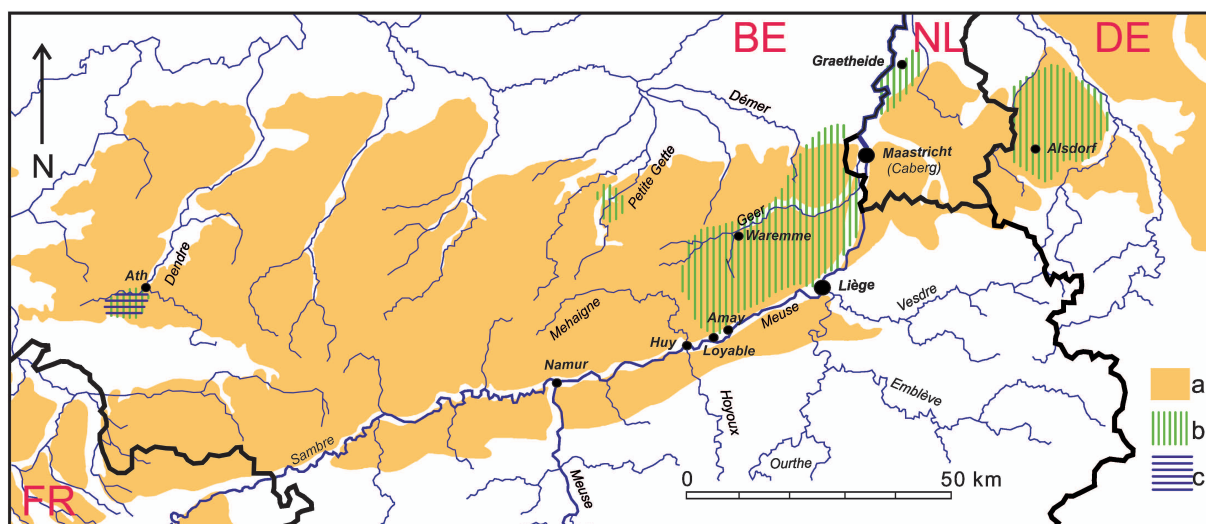 BE
NL
DE
Graetheide
Démer
N
Maastricht
(Caberg)
Alsdorf
Petite Gette
Geer
Waremme
Ath
Dendre
Liège
Vesdre
Mehaigne
Amay
Meuse
Huy
Loyable
Namur
Hoyoux
Emblève
Sambre
Ourthe
Meuse
0
50 km
a
b
c
FR